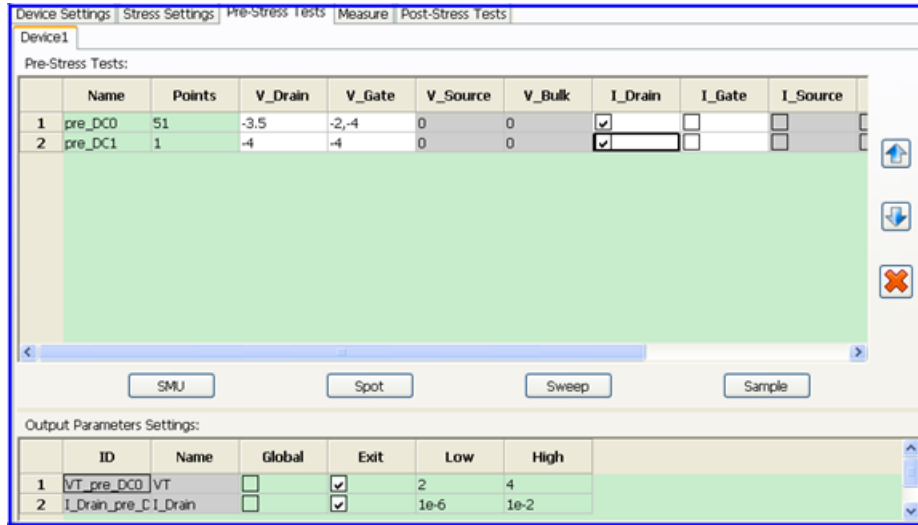 Device Settings Stress Settings Pre-Stress Tests Measure Post-Stress Tests
Device1
Pre-Stress Tests:
Name Points V_Drain V_Gate V_Source V_Bulk I_Drain I_Gate I_Source
1 pre_DC0 51 -3.5 -2,-4 0 0
2 pre_DC1 1 -4 -4 0 0
SMU Spot Sweep Sample
Output Parameters Settings:
ID Name Global Exit Low High
1 VT_pre_DC0 VT 2 4
2 I_Drain_pre_D I_Drain 1e-6 1e-2